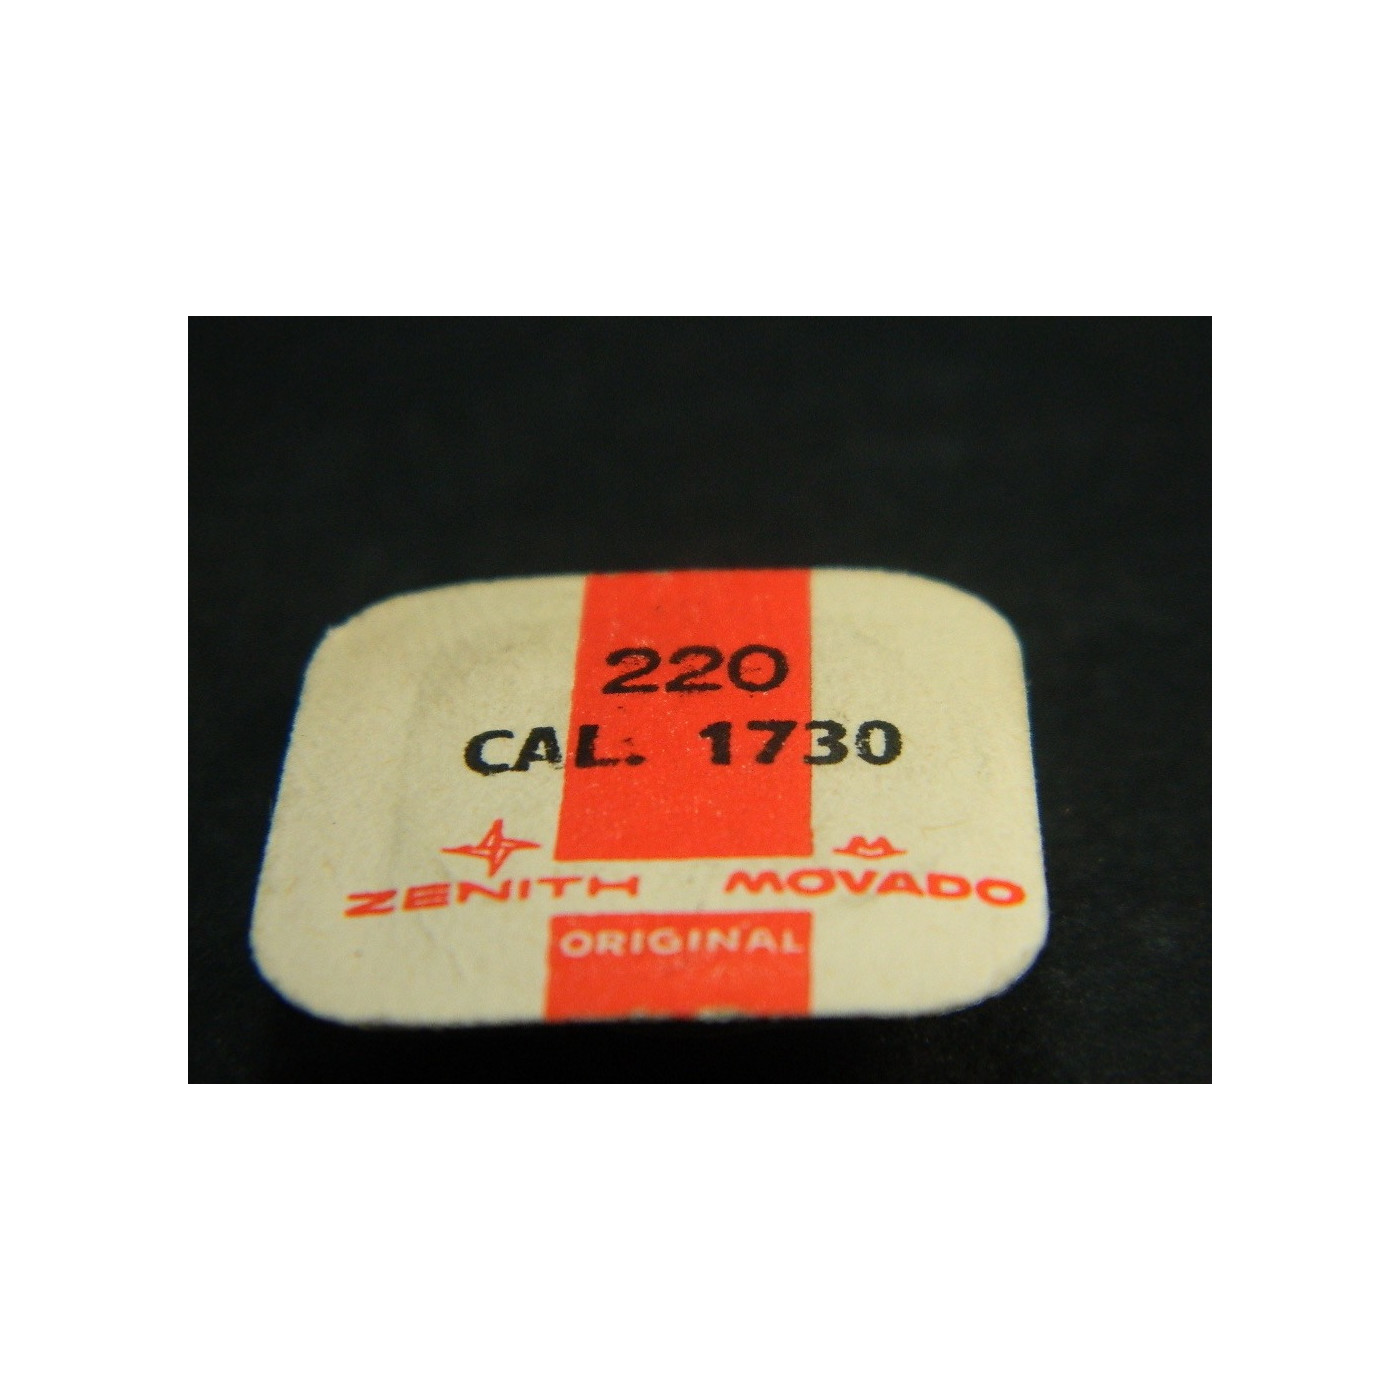 220
CAL. 1730
ZENITH MOVADO
ORIGINAL